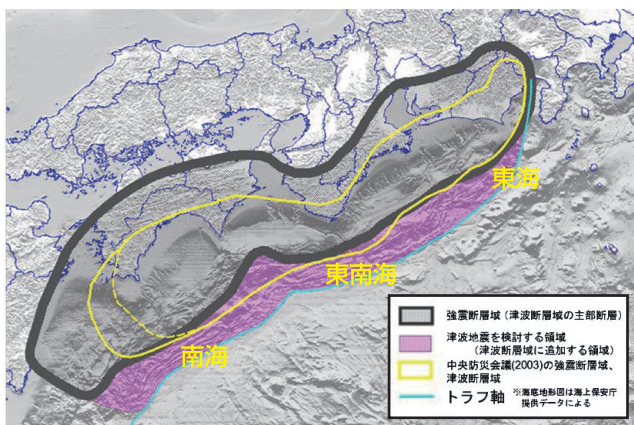 東海
東南海
南海
強震断層域（津波断層域の主部断層）
津波地震を検討する領域
（津波断層域に追加する領域）
中央防災会議(2003)の強震断層域、
津波断層域
トラフ軸 ※海底地形図は海上保安庁
提供データによる